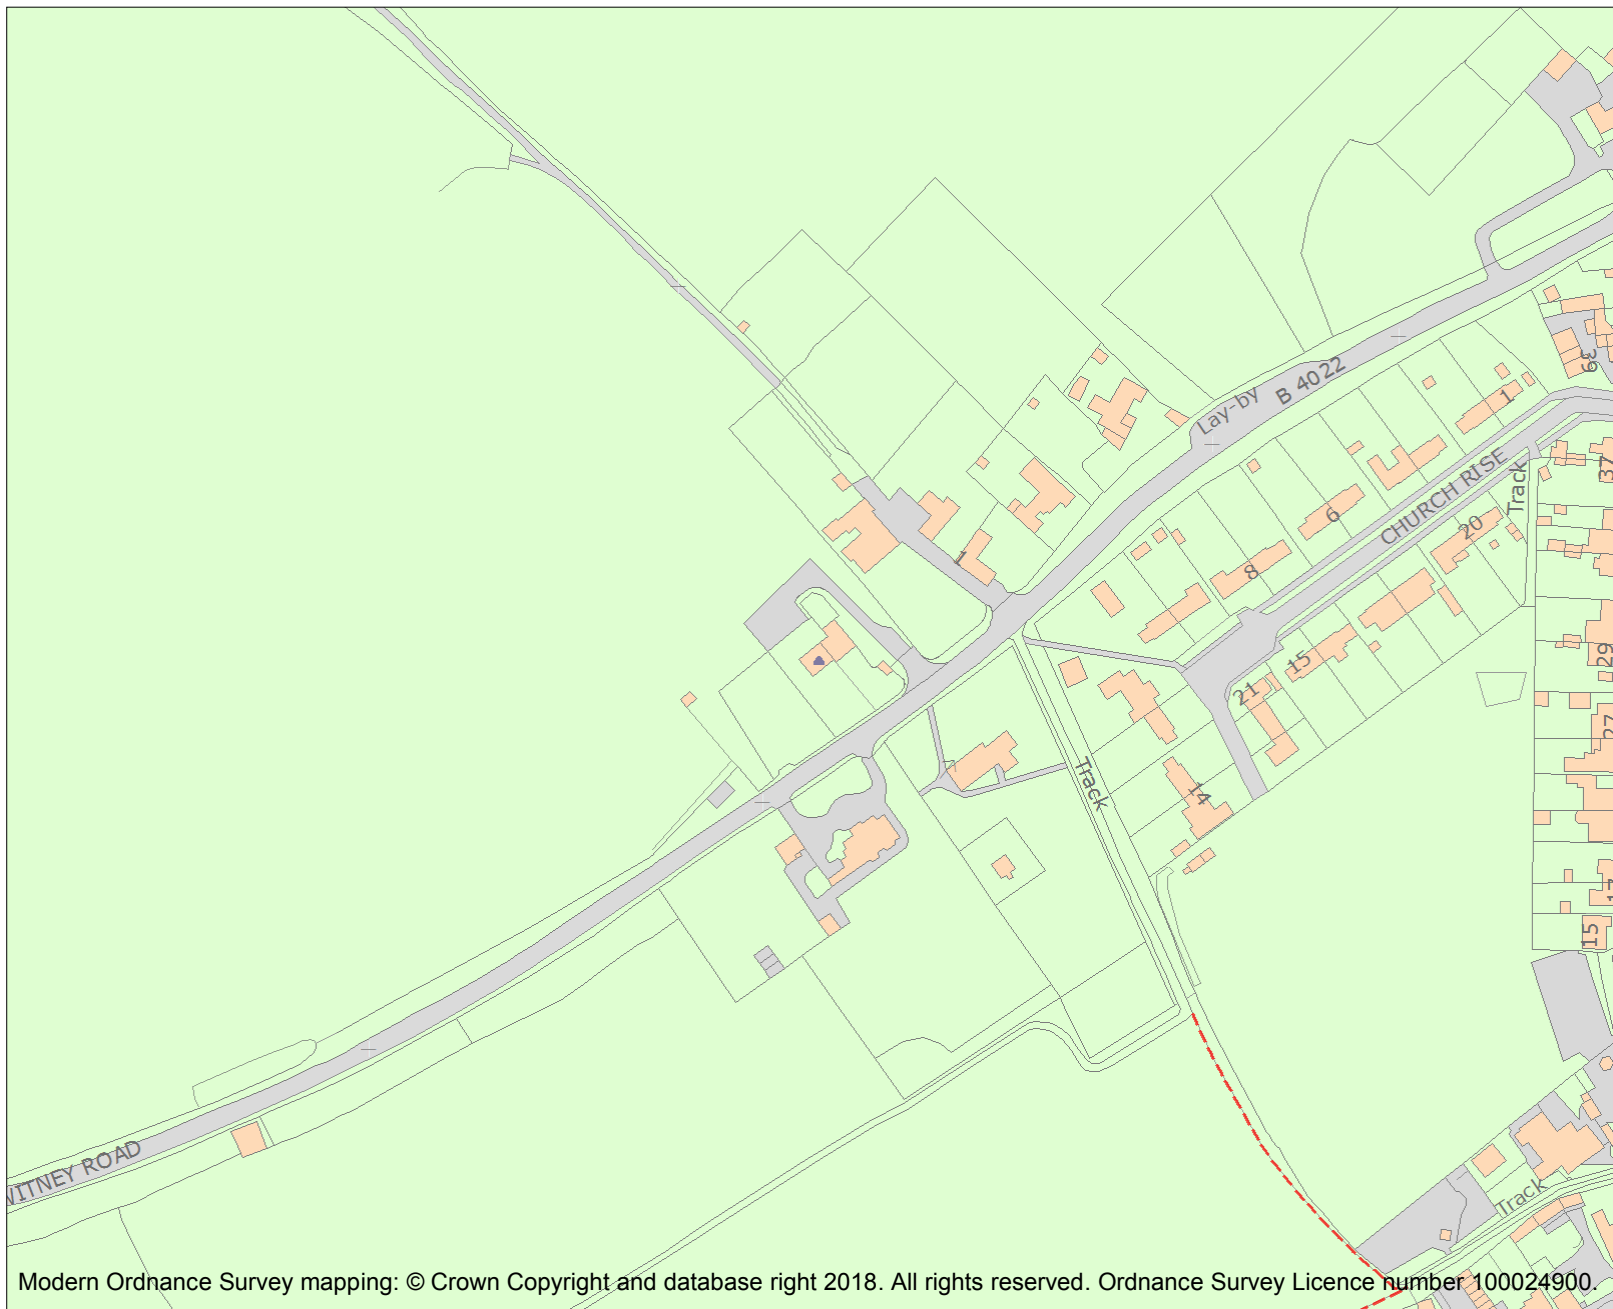 Lay-by
B 4022
39
1
CHURCH RISE
Track
37
6
20
8
1
15
29
21
27
Track
14
17
15
WITNEY ROAD
Track
Modern Ordnance Survey mapping: © Crown Copyright and database right 2018. All rights reserved. Ordnance Survey Licence number 100024900.